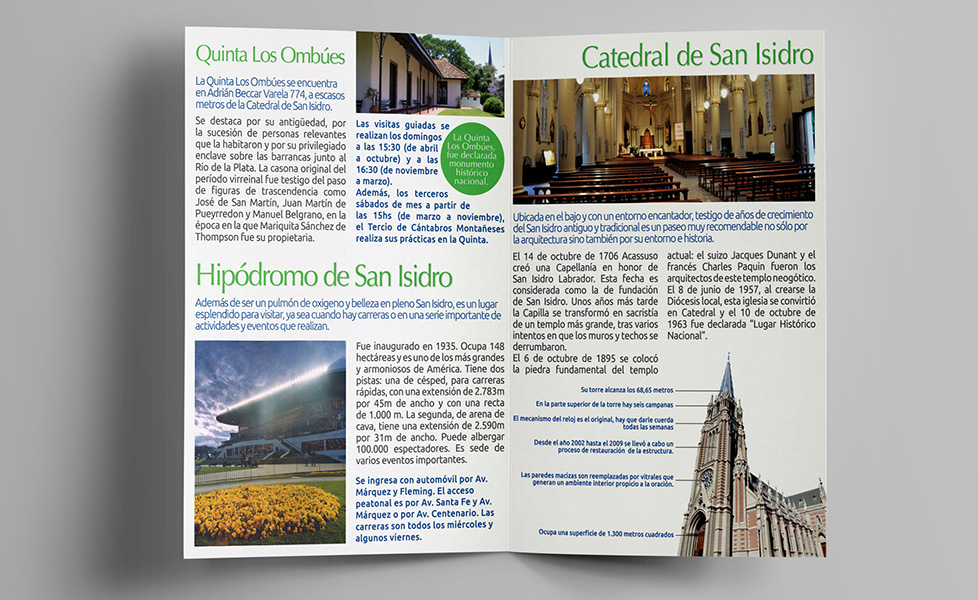 Quinta Los Ombúes
La Quinta Los Ombúes se encuentra
en Adrián Beccar Varela 774, a escasos
metros de la Catedral de San Isidro.
Se destaca por su antigüedad, por
la sucesión de personas relevantes
que la habitaron y por su privilegiado
enclave sobre las barrancas junto al
Río de la Plata. La casona original del
período virreinal fue testigo del paso
de figuras de trascendencia como
José de San Martín, Juan Martín de
Pueyrredon y Manuel Belgrano, en la
época en la que Mariquita Sánchez de
Thompson fue su propietaria.
Las visitas guiadas se
realizan los domingos
a las 15:30 (de abril
a octubre) y a las
16:30 (de noviembre
a marzo).
Además, los terceros
sábados de mes a partir de
las 15hs (de marzo a noviembre),
el Tercio de Cántabros Montañeses
realiza sus prácticas en la Quinta.
La Quinta
Los Ombúes,
fue declarada
monumento
histórico
nacional.
Hipódromo de San Isidro
Además de ser un pulmón de oxigeno y belleza en pleno San Isidro, es un lugar
esplendido para visitar, ya sea cuando hay carreras o en una serie importante de
actividades y eventos que realizan.
Fue inaugurado en 1935. Ocupa 148
hectáreas y es uno de los más grandes
y armoniosos de América. Tiene dos
pistas: una de césped, para carreras
rápidas, con una extensión de 2.783m
por 45m de ancho y con una recta
de 1.000 m. La segunda, de arena de
cava, tiene una extensión de 2.590m
por 31m de ancho. Puede albergar
100.000 espectadores. Es sede de
varios eventos importantes.
Se ingresa con automóvil por Av.
Márquez y Fleming. El acceso
peatonal es por Av. Santa Fe y Av.
Márquez o por Av. Centenario. Las
carreras son todos los miércoles y
algunos viernes.
Catedral de San Isidro
Ubicada en el bajo y con un entorno encantador, testigo de años de crecimiento
del San Isidro antiguo y tradicional es un paseo muy recomendable no sólo por
la arquitectura sino también por su entorno e historia.
El 14 de octubre de 1706 Acassuso
creó una Capellanía en honor de
San Isidro Labrador. Esta fecha es
considerada como la de fundación
de San Isidro. Unos años más tarde
la Capilla se transformó en sacristía
de un templo más grande, tras varios
intentos en que los muros y techos se
derrumbaron.
El 6 de octubre de 1895 se colocó
la piedra fundamental del templo
actual: el suizo Jacques Dunant y el
francés Charles Paquin fueron los
arquitectos de este templo neogótico.
El 8 de junio de 1957, al crearse la
Diócesis local, esta iglesia se convirtió
en Catedral y el 10 de octubre de
1963 fue declarada "Lugar Histórico
Nacional".
Su torre alcanza los 68,65 metros
En la parte superior de la torre hay seis campanas
El mecanismo del reloj es el original, hay que darle cuerda
todas las semanas
Desde el año 2002 hasta el 2009 se llevó a cabo un
proceso de restauración de la estructura.
Las paredes macizas son reemplazadas por vitrales que
generan un ambiente interior propicio a la oración.
Ocupa una superficie de 1.300 metros cuadrados